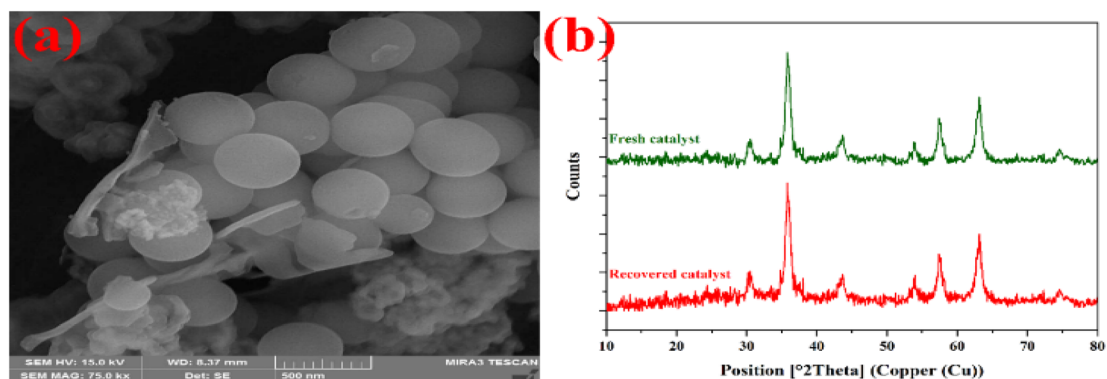 (a)
SEM HV: 15.0 kV WD: 8.37 mm MIRA3 TESCAN
SEM MAG: 75.0 kx Det: SE 500 nm
(b)
Fresh catalyst
Recovered catalyst
Counts
10 20 30 40 50 60 70 80
Position [°2Theta] (Copper (Cu)